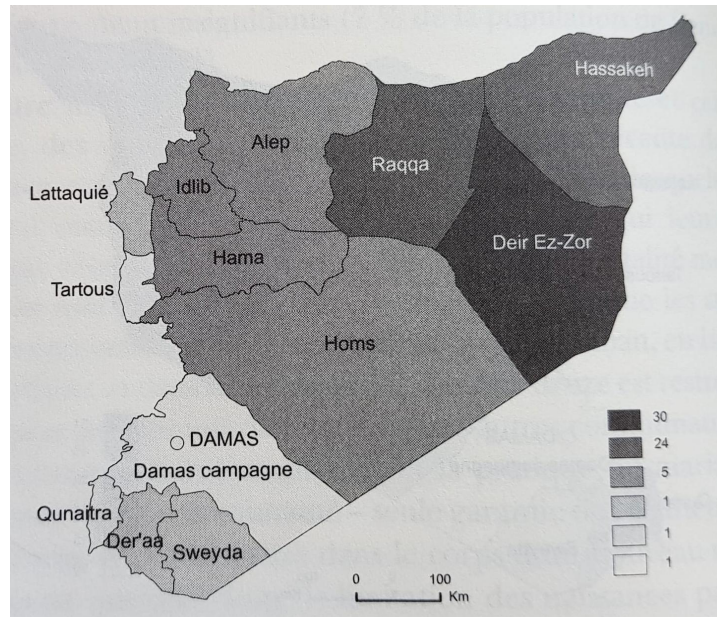 Hassakeh
Alep
Raqqa
Idlib
Lattaquié
Deir Ez-Zor
Hama
Tartous
Homs
DAMAS
Damas campagne
Qunaitra
Der'aa
Sweyda
30
24
5
1
1
1
0 100
Km